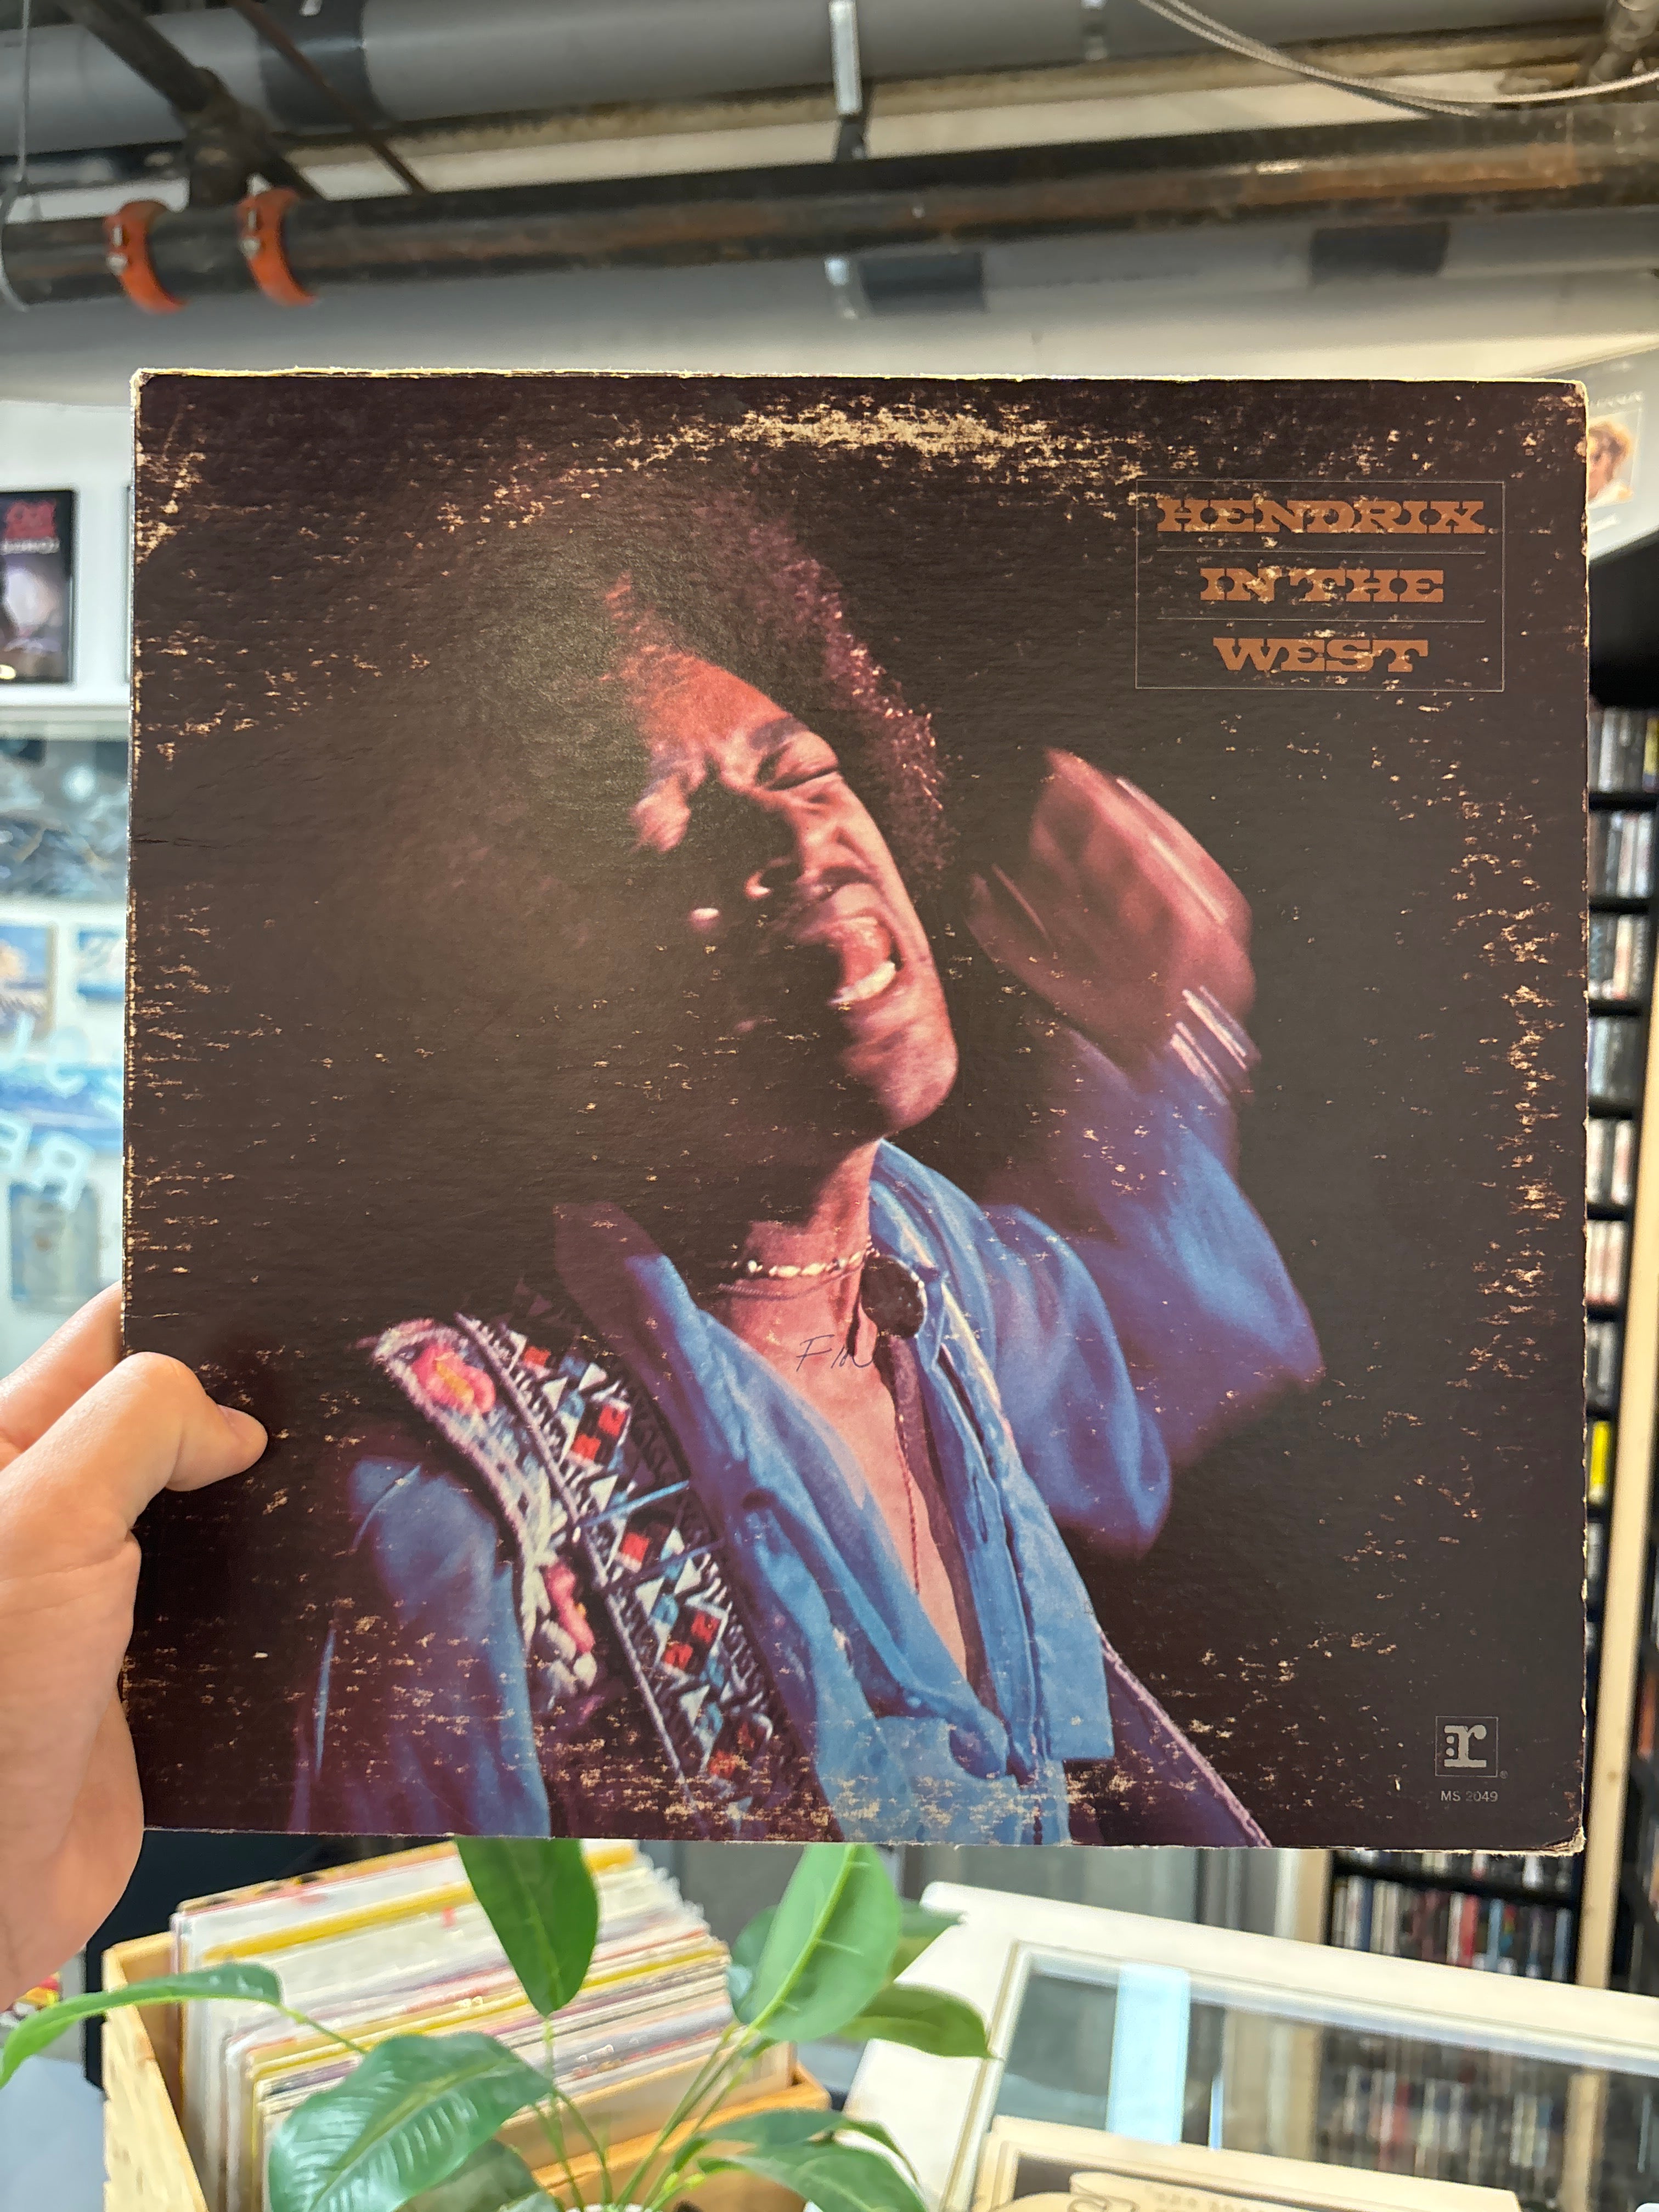 HENDRIX
IN THE
WEST
r
MS 2049